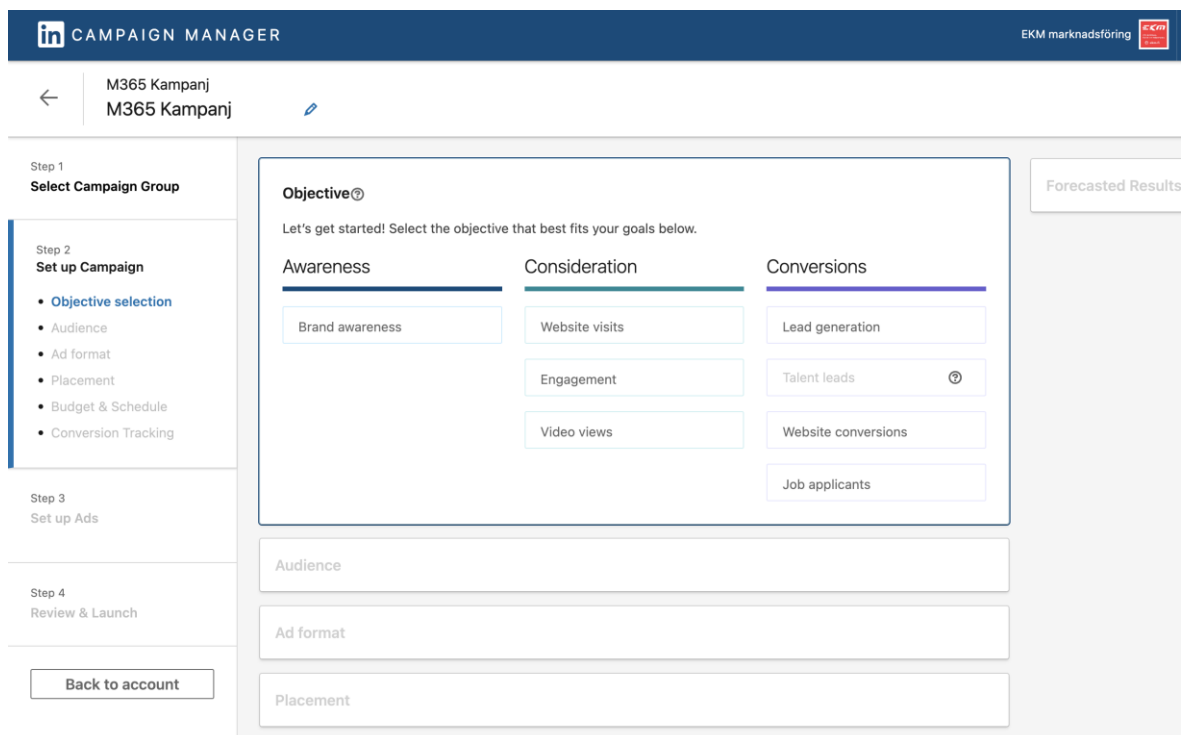 in CAMPAIGN MANAGER
EKM marknadsföring
M365 Kampanj
M365 Kampanj
Step 1
Select Campaign Group
Step 2
Set up Campaign
Objective selection
Audience
Ad format
Placement
Budget & Schedule
Conversion Tracking
Step 3
Set up Ads
Step 4
Review & Launch
Back to account
Objective
Let's get started! Select the objective that best fits your goals below.
Awareness
Brand awareness
Consideration
Website visits
Engagement
Video views
Conversions
Lead generation
Talent leads
Website conversions
Job applicants
Audience
Ad format
Placement
Forecasted Results